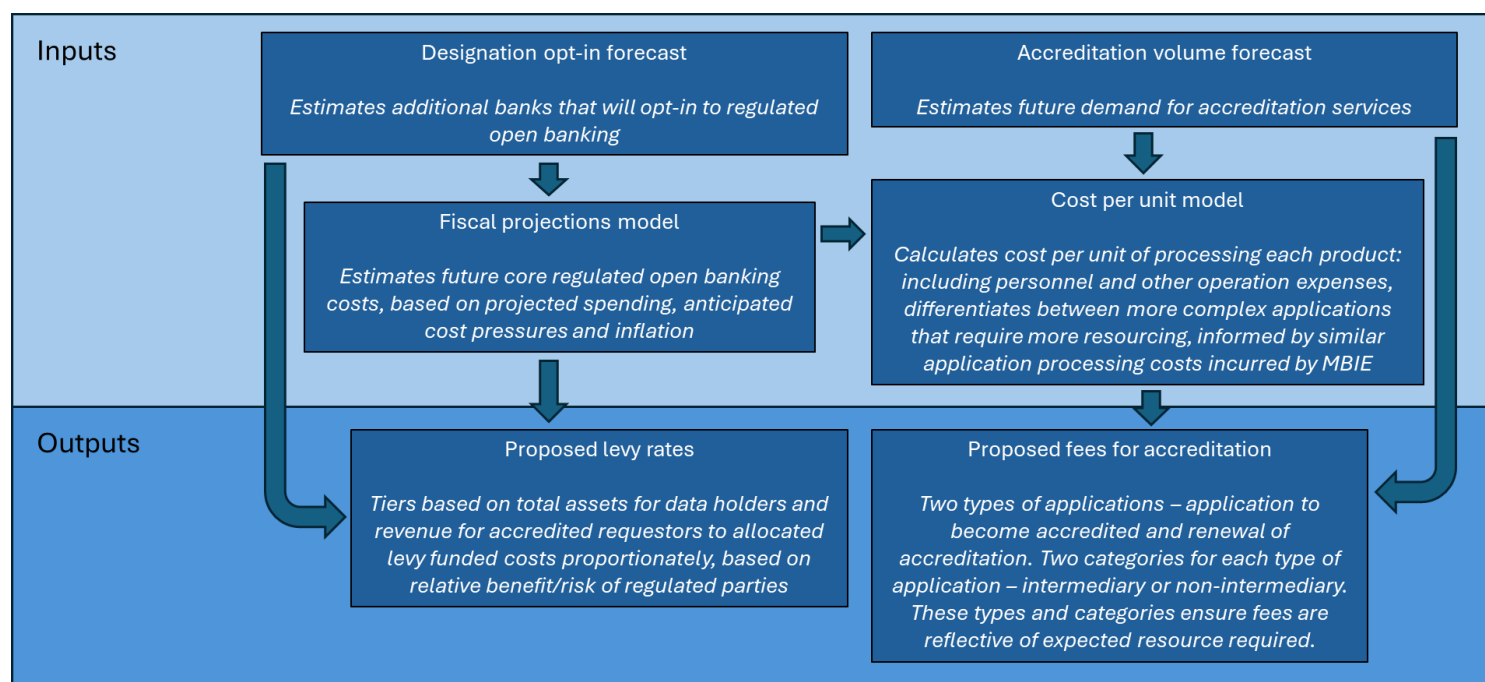 Inputs
Designation opt-in forecast
Estimates additional banks that will opt-in to regulated
open banking
Accreditation volume forecast
Estimates future demand for accreditation services
Fiscal projections model
Estimates future core regulated open banking
costs, based on projected spending, anticipated
cost pressures and inflation
Cost per unit model
Calculates cost per unit of processing each product:
including personnel and other operation expenses,
differentiates between more complex applications
that require more resourcing, informed by similar
application processing costs incurred by MBIE
Outputs
Proposed levy rates
Tiers based on total assets for data holders and
revenue for accredited requestors to allocated
levy funded costs proportionately, based on
relative benefit/risk of regulated parties
Proposed fees for accreditation
Two types of applications – application to
become accredited and renewal of
accreditation. Two categories for each type of
application – intermediary or non-intermediary.
These types and categories ensure fees are
reflective of expected resource required.